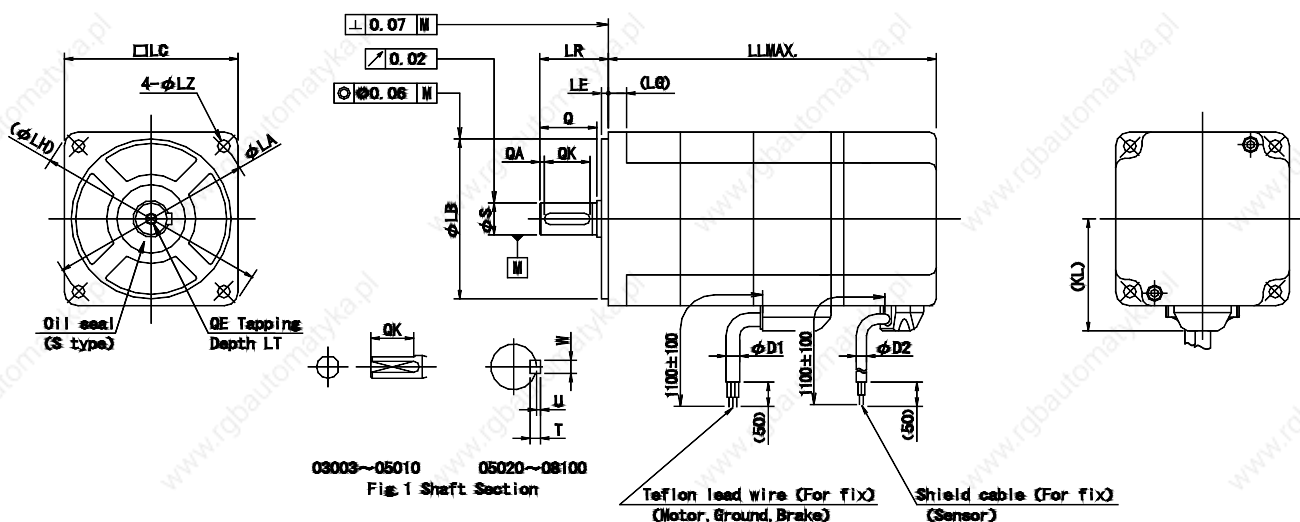 ⊥ 0.07 M
↗ 0.02
◎ φ0.06 M
□LC
4-φLZ
(φLH)
φLA
Oil seal
(S type)
QE Tapping
Depth LT
LR
LLMAX.
LE
(LG)
Q
QA
QK
φLB
φS
M
(KL)
1100±100
φD1
(50)
1100±100
φD2
(50)
QK
W
U
T
03003~05010
05020~08100
Fig.1 Shaft Section
Teflon lead wire (For fix)
(Motor, Ground, Brake)
Shield cable (For fix)
(Sensor)
www.rgbautomatyka.pl